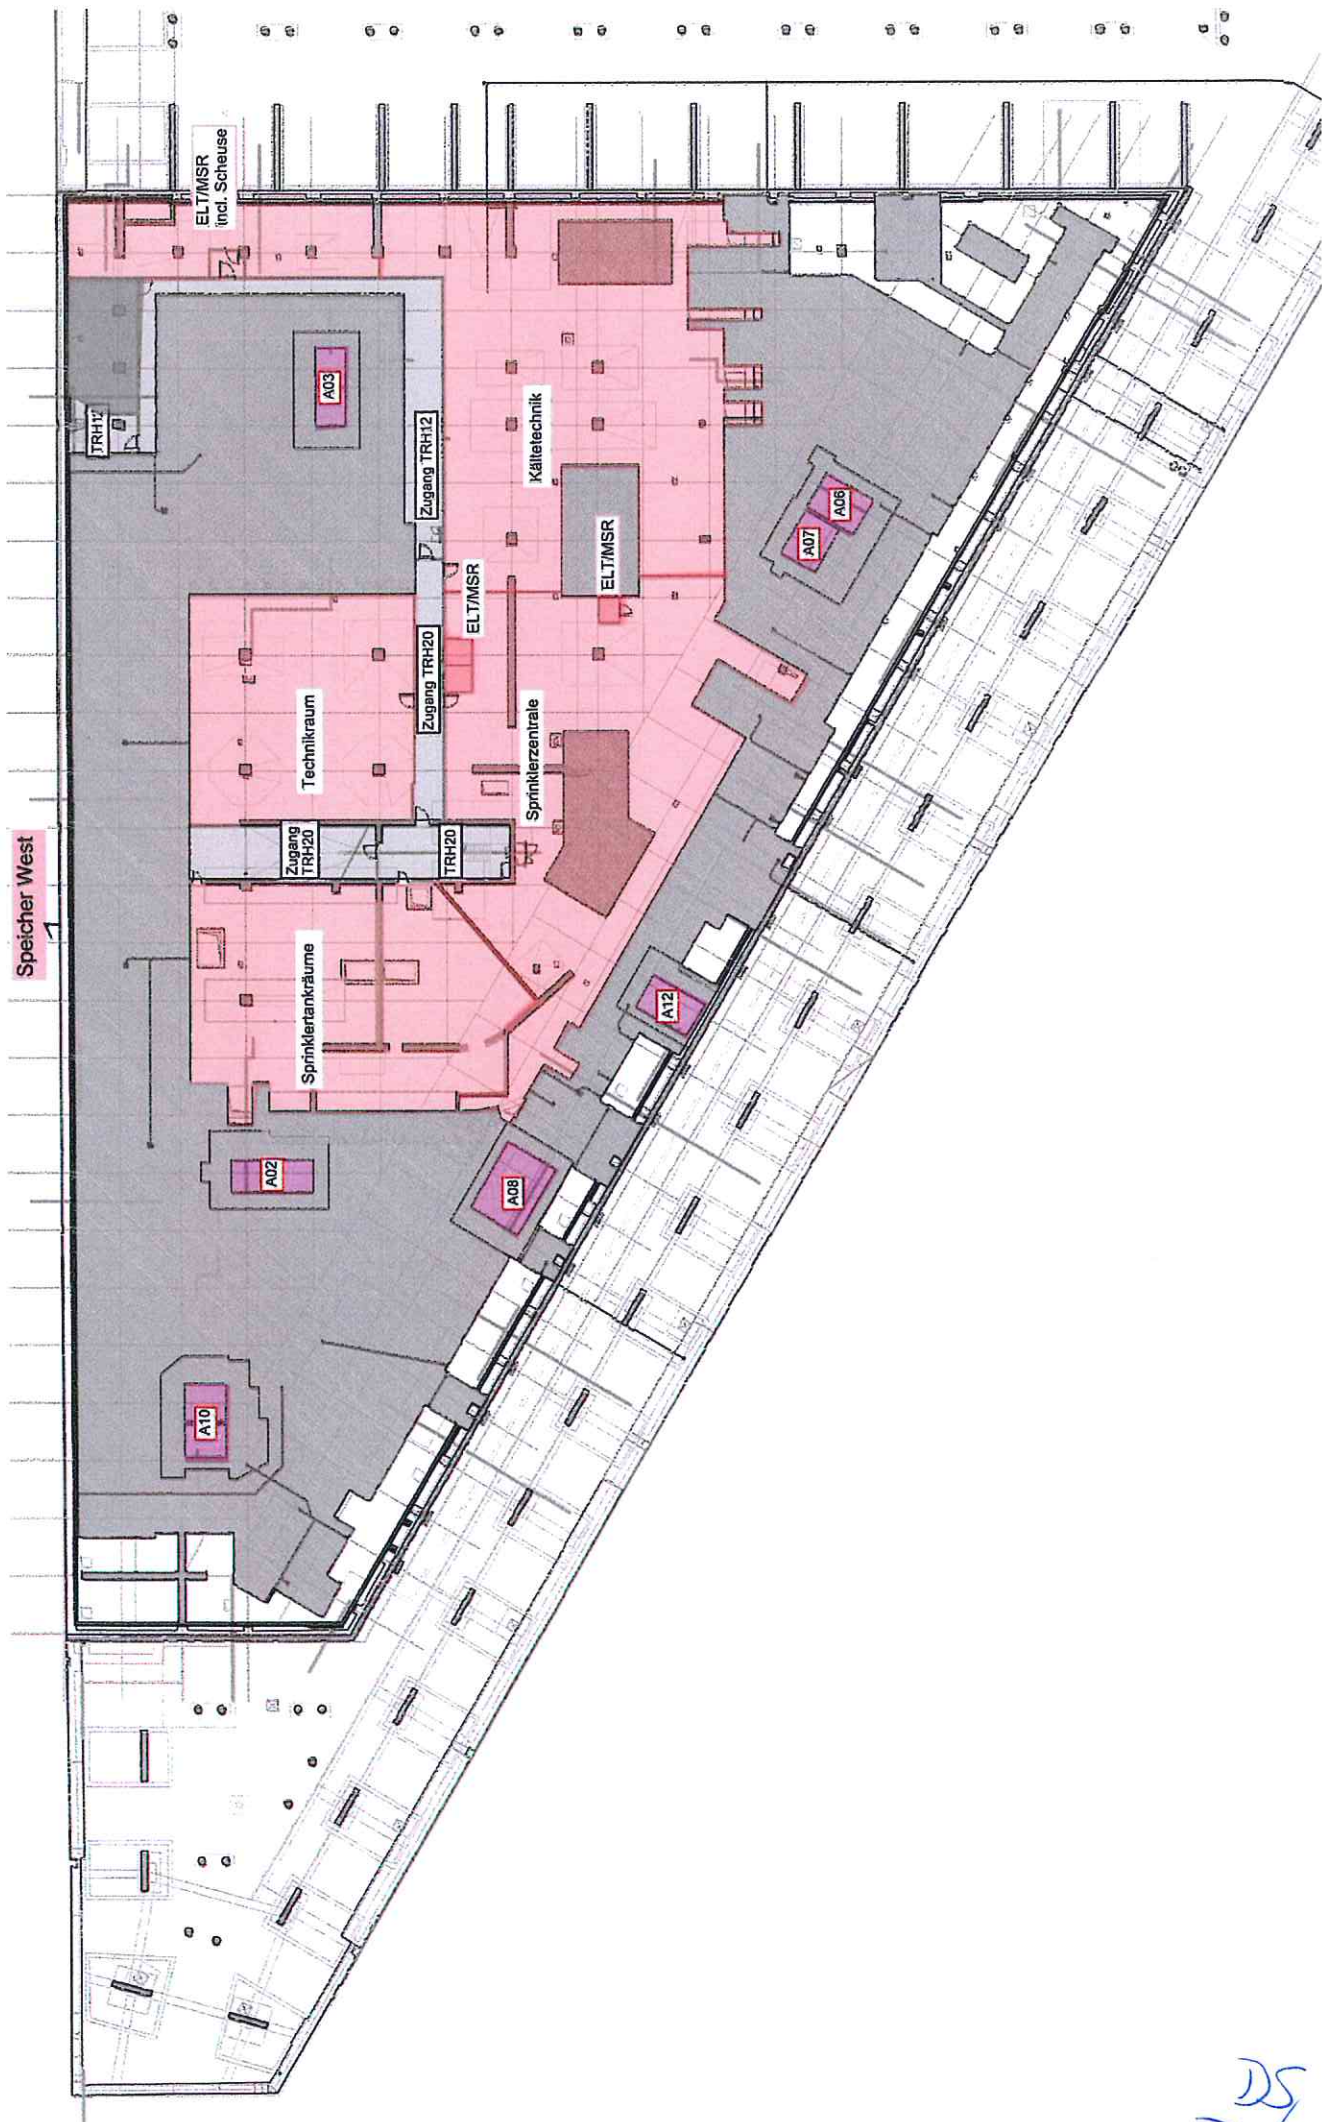 Speicher West
ELT/MSR
incl. Scheuse
TRH12
A03
Zugang TRH12
Kältetechnik
ELT/MSR
ELT/MSR
Zugang TRH20
Technikraum
Sprinklerzentrale
Zugang
TRH20
TRH20
Sprinklertankräume
A06
A07
A12
A02
A08
A10
DS